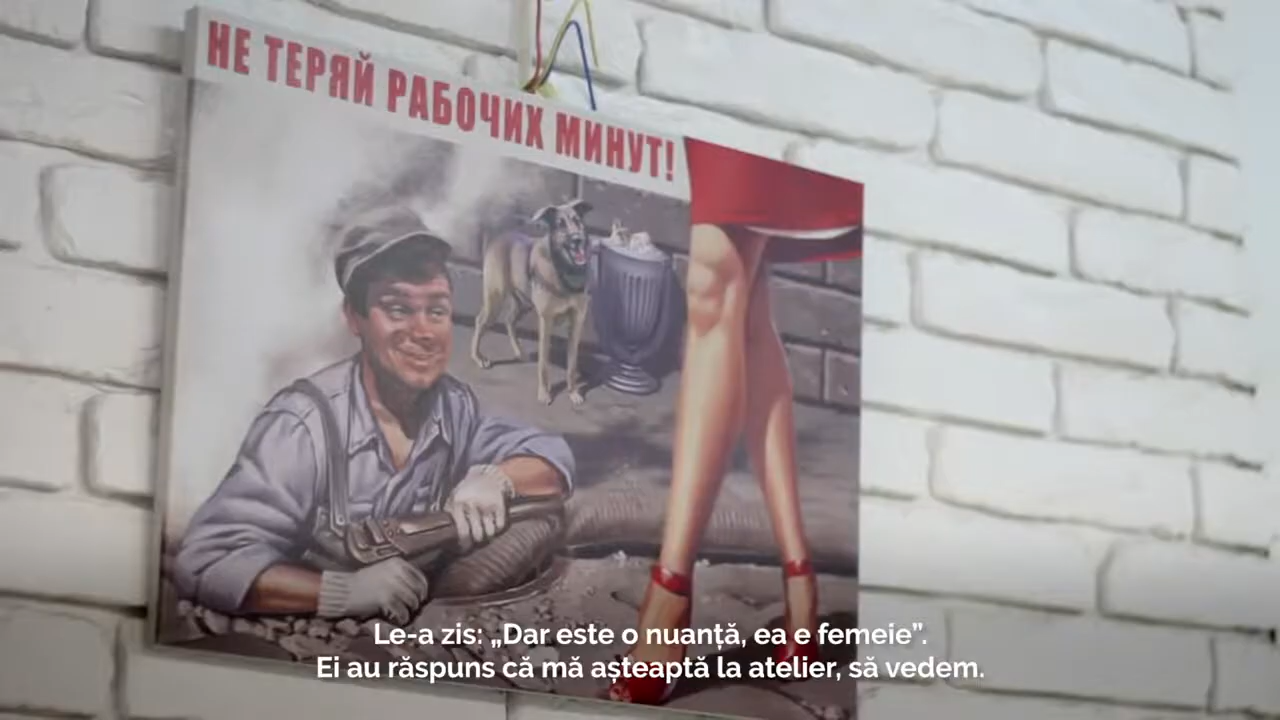 НЕ ТЕРЯЙ РАБОЧИХ МИНУТ!
Le-a zis: „Dar este o nuanță, ea e femeie”.
Ei au răspuns că mă așteaptă la atelier, să vedem.